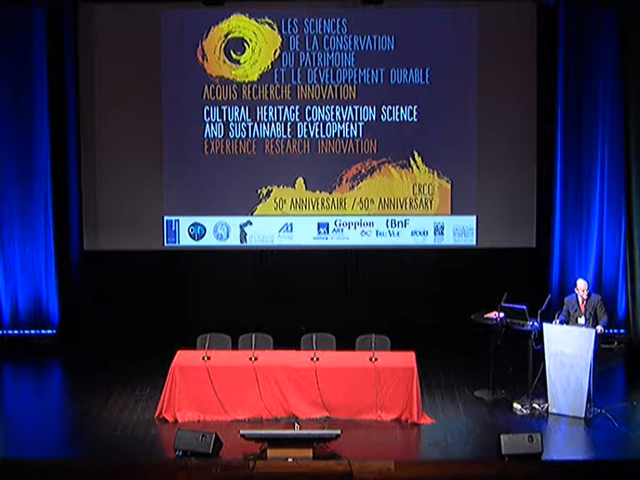 LES SCIENCES
DE LA CONSERVATION
DU PATRIMOINE
ET LE DÉVELOPPEMENT DURABLE
ACQUIS RECHERCHE INNOVATION
CULTURAL HERITAGE CONSERVATION SCIENCE
AND SUSTAINABLE DEVELOPMENT
EXPERIENCE RESEARCH INNOVATION
CRCC
50E ANNIVERSAIRE / 50TH ANNIVERSARY
Goppion
ART
BnF